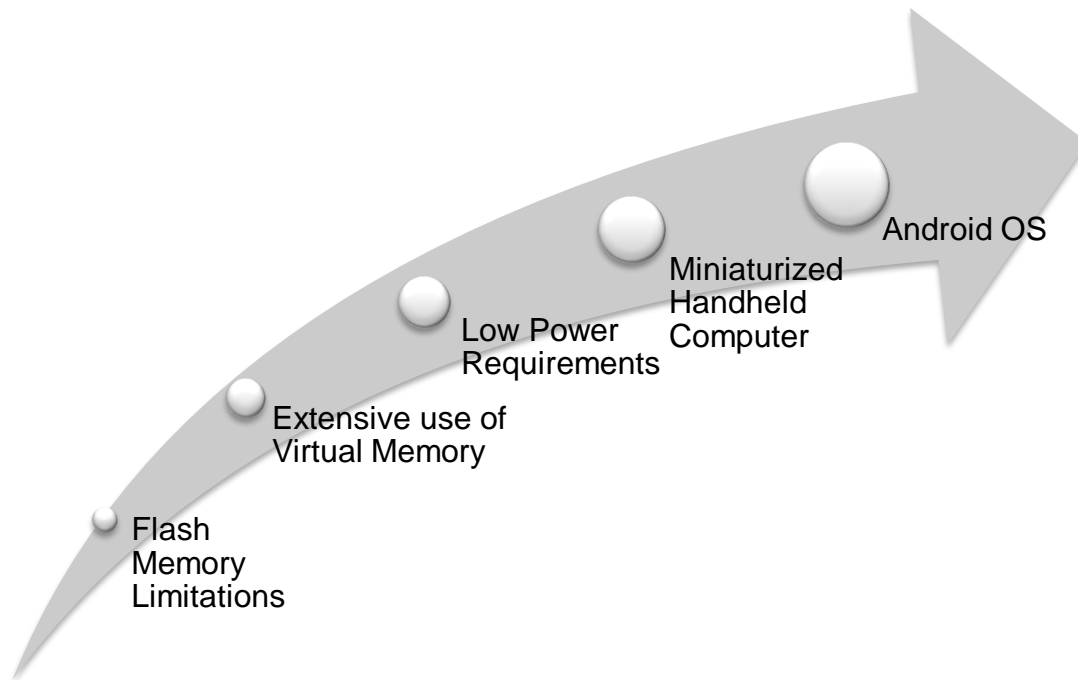 Flash
Memory
Limitations
Extensive use of
Virtual Memory
Low Power
Requirements
Miniaturized
Handheld
Computer
Android OS